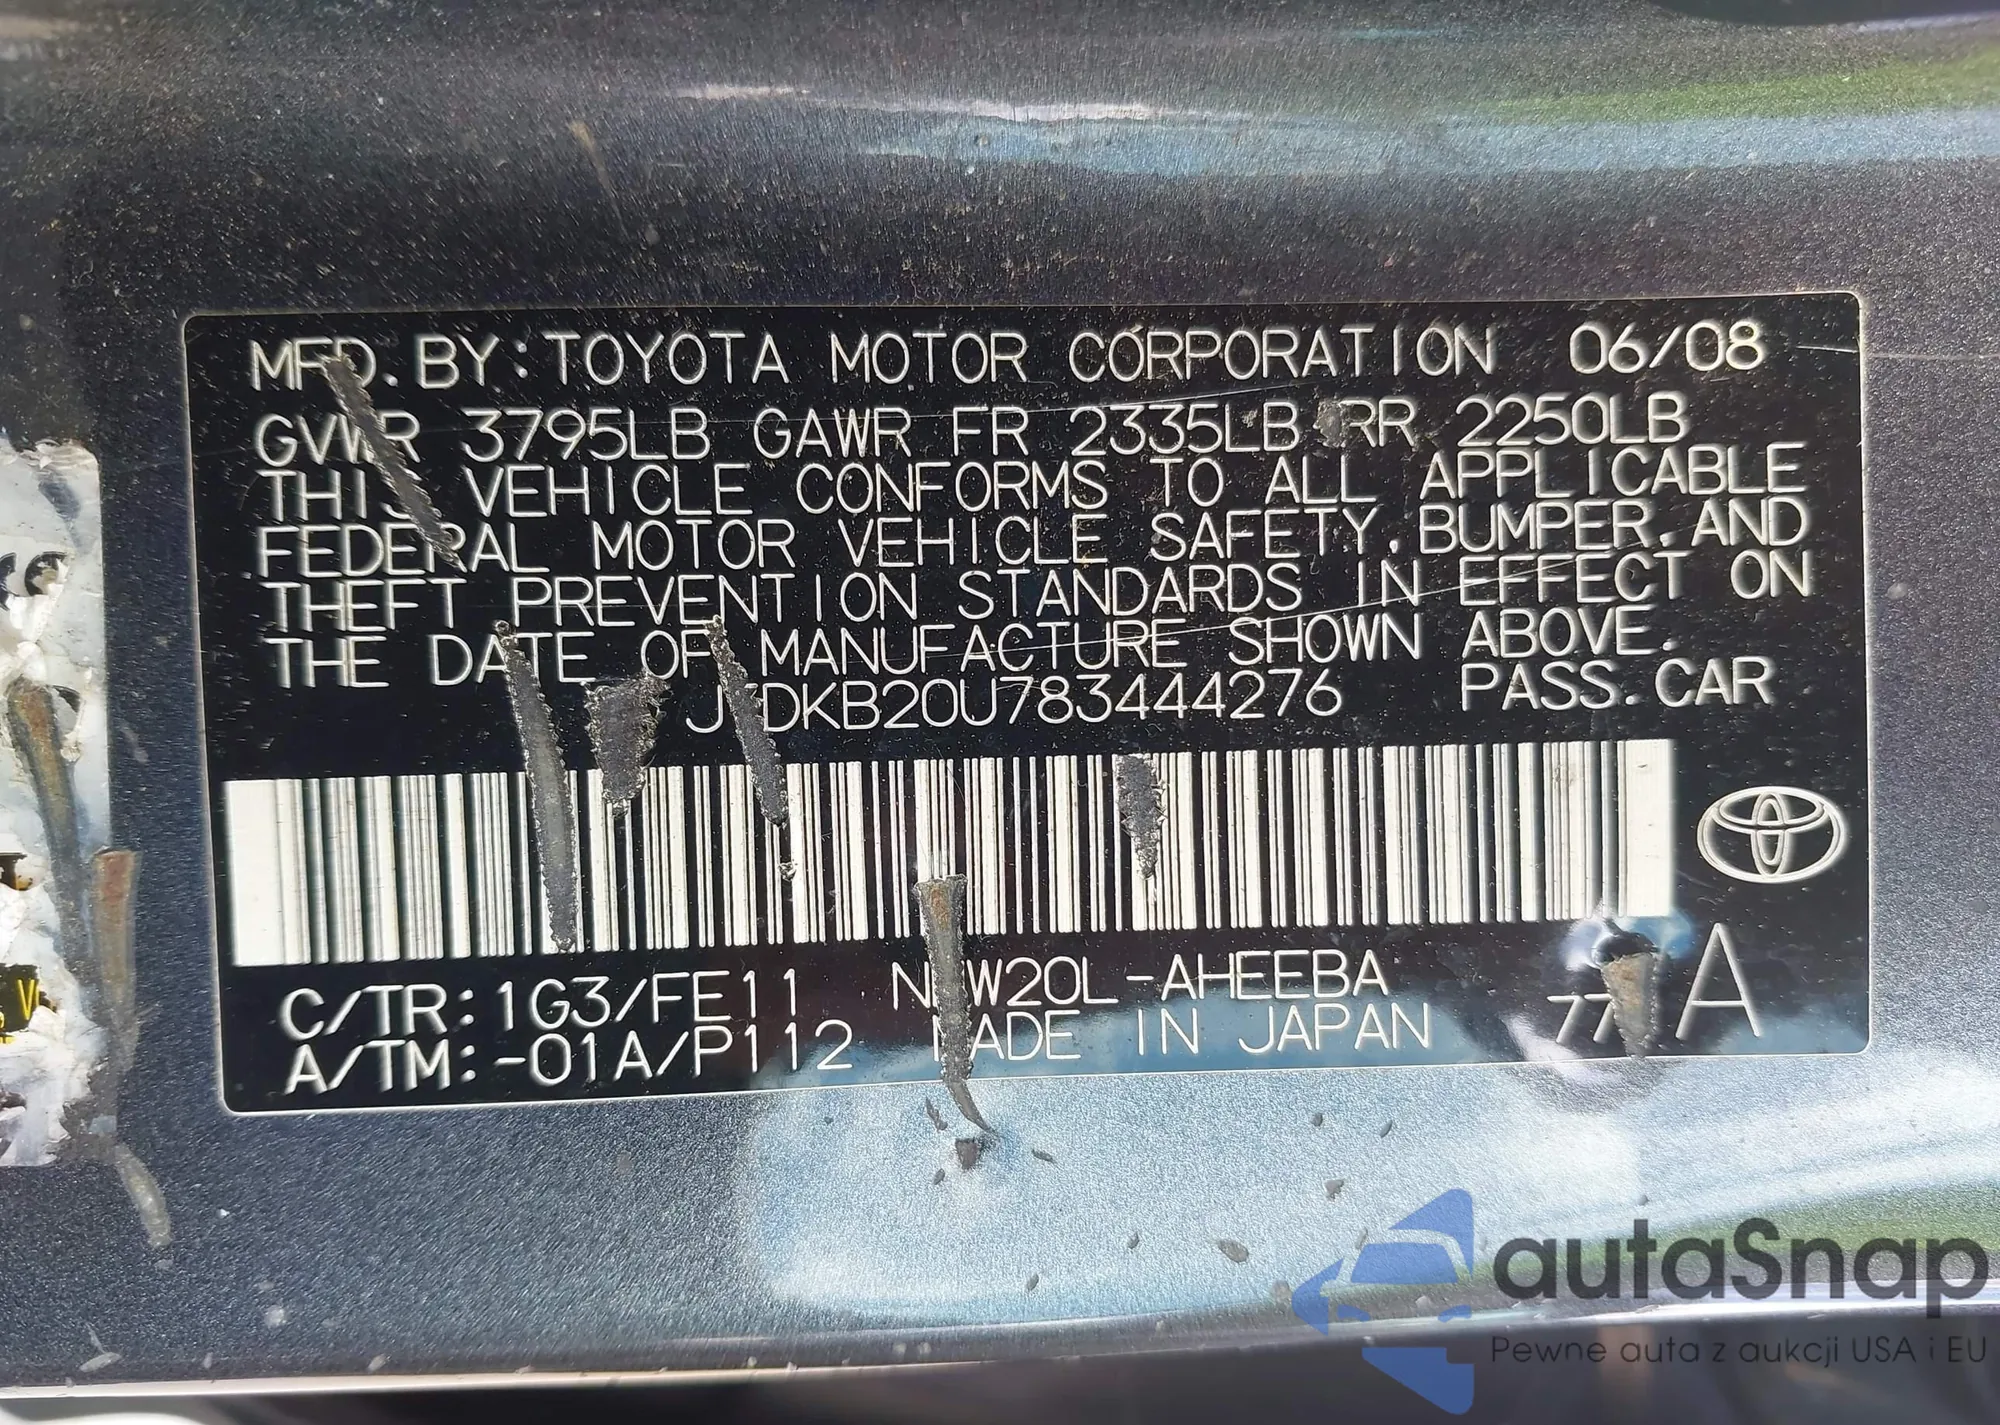 MFD. BY: TOYOTA MOTOR CORPORATION 06/08
GVWR 3795LB GAWR FR 2335LB RR 2250LB
THIS VEHICLE CONFORMS TO ALL APPLICABLE
FEDERAL MOTOR VEHICLE SAFETY, BUMPER, AND
THEFT PREVENTION STANDARDS IN EFFECT ON
THE DATE OF MANUFACTURE SHOWN ABOVE.
DKB20U783444276 PASS. CAR
C/TR: 1G3/FE11 W20L-AHEEBA A
A/TM: -01A/P112 MADE IN JAPAN 77
autaSnap
Pewne auta z aukcji USA i EU